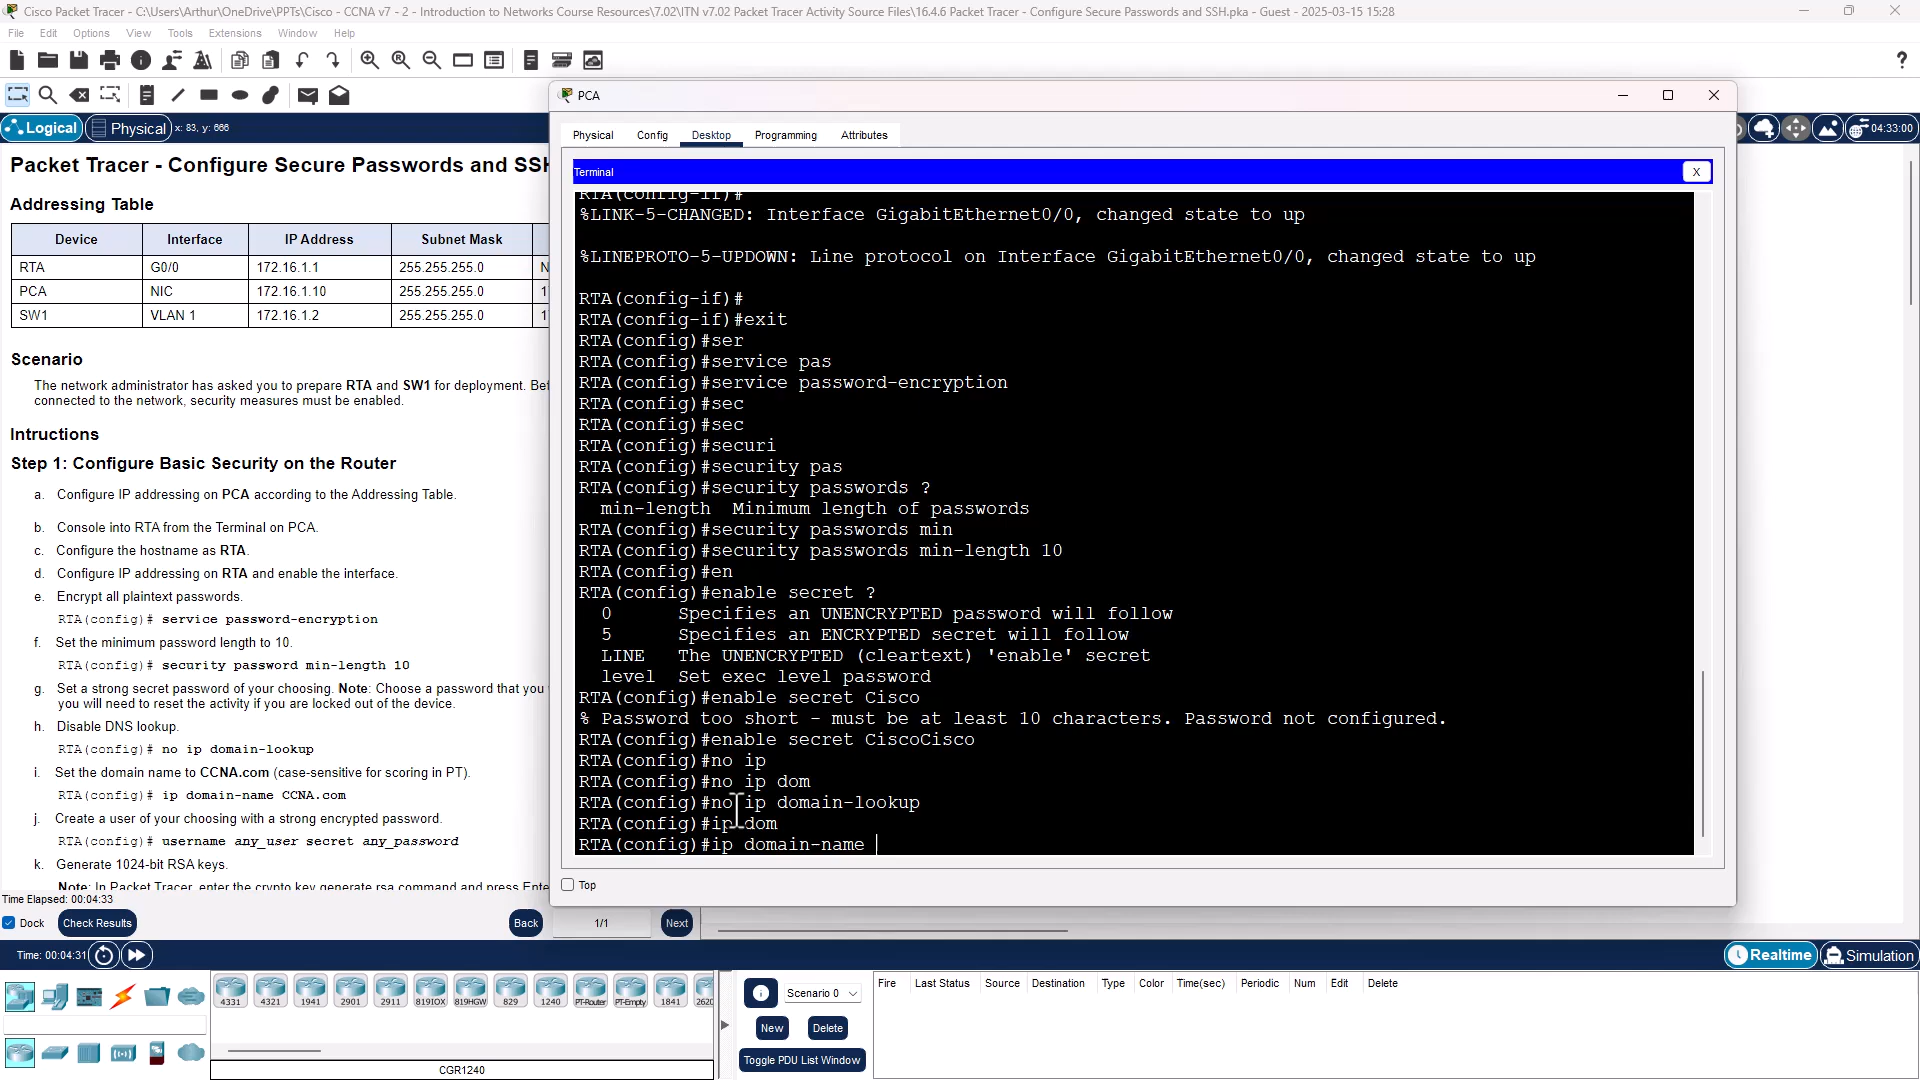 Cisco Packet Tracer - C:\Users\Arthur\OneDrive\PPTs\Cisco - CCNA v7 - 2 - Introduction to Networks Course Resources\7.02\ITN v7.02 Packet Tracer Activity Source Files\16.4.6 Packet Tracer - Configure Secure Passwords and SSH.pka - Guest - 2025-03-15 15:28
File Edit Options View Tools Extensions Window Help
PCA
Logical Physical x: 83, y: 666
04:33:00
Physical Config Desktop Programming Attributes
Packet Tracer - Configure Secure Passwords and SSH
Addressing Table
Device Interface IP Address Subnet Mask
RTA G0/0 172.16.1.1 255.255.255.0 N
PCA NIC 172.16.1.10 255.255.255.0 1
SW1 VLAN 1 172.16.1.2 255.255.255.0 1
Scenario
The network administrator has asked you to prepare RTA and SW1 for deployment. Bef
connected to the network, security measures must be enabled.
Intructions
Step 1: Configure Basic Security on the Router
a. Configure IP addressing on PCA according to the Addressing Table.
b. Console into RTA from the Terminal on PCA.
c. Configure the hostname as RTA.
d. Configure IP addressing on RTA and enable the interface.
e. Encrypt all plaintext passwords.
RTA(config)# service password-encryption
f. Set the minimum password length to 10.
RTA(config)# security password min-length 10
g. Set a strong secret password of your choosing. Note: Choose a password that you
you will need to reset the activity if you are locked out of the device.
h. Disable DNS lookup.
RTA(config)# no ip domain-lookup
i. Set the domain name to CCNA.com (case-sensitive for scoring in PT).
RTA(config)# ip domain-name CCNA.com
j. Create a user of your choosing with a strong encrypted password.
RTA(config)# username any_user secret any_password
k. Generate 1024-bit RSA keys.
Note: In Packet Tracer, enter the crypto key generate rsa command and press Ente
Time Elapsed: 00:04:33
Dock Check Results Back 1/1 Next
Terminal X
RTA(config-if)#
%LINK-5-CHANGED: Interface GigabitEthernet0/0, changed state to up
%LINEPROTO-5-UPDOWN: Line protocol on Interface GigabitEthernet0/0, changed state to up
RTA(config-if)#
RTA(config-if)#exit
RTA(config)#ser
RTA(config)#service pas
RTA(config)#service password-encryption
RTA(config)#sec
RTA(config)#sec
RTA(config)#securi
RTA(config)#security pas
RTA(config)#security passwords ?
min-length Minimum length of passwords
RTA(config)#security passwords min
RTA(config)#security passwords min-length 10
RTA(config)#en
RTA(config)#enable secret ?
0 Specifies an UNENCRYPTED password will follow
5 Specifies an ENCRYPTED secret will follow
LINE The UNENCRYPTED (cleartext) 'enable' secret
level Set exec level password
RTA(config)#enable secret Cisco
% Password too short - must be at least 10 characters. Password not configured.
RTA(config)#enable secret CiscoCisco
RTA(config)#no ip
RTA(config)#no ip dom
RTA(config)#no ip domain-lookup
RTA(config)#ip dom
RTA(config)#ip domain-name
Top
Time: 00:04:31
Realtime Simulation
4331 4321 1941 2901 2911 819IOX 819HGW 829 1240 PT-Router PT-Empty 1841 2620
CGR1240
Scenario 0
New Delete
Toggle PDU List Window
Fire Last Status Source Destination Type Color Time(sec) Periodic Num Edit Delete